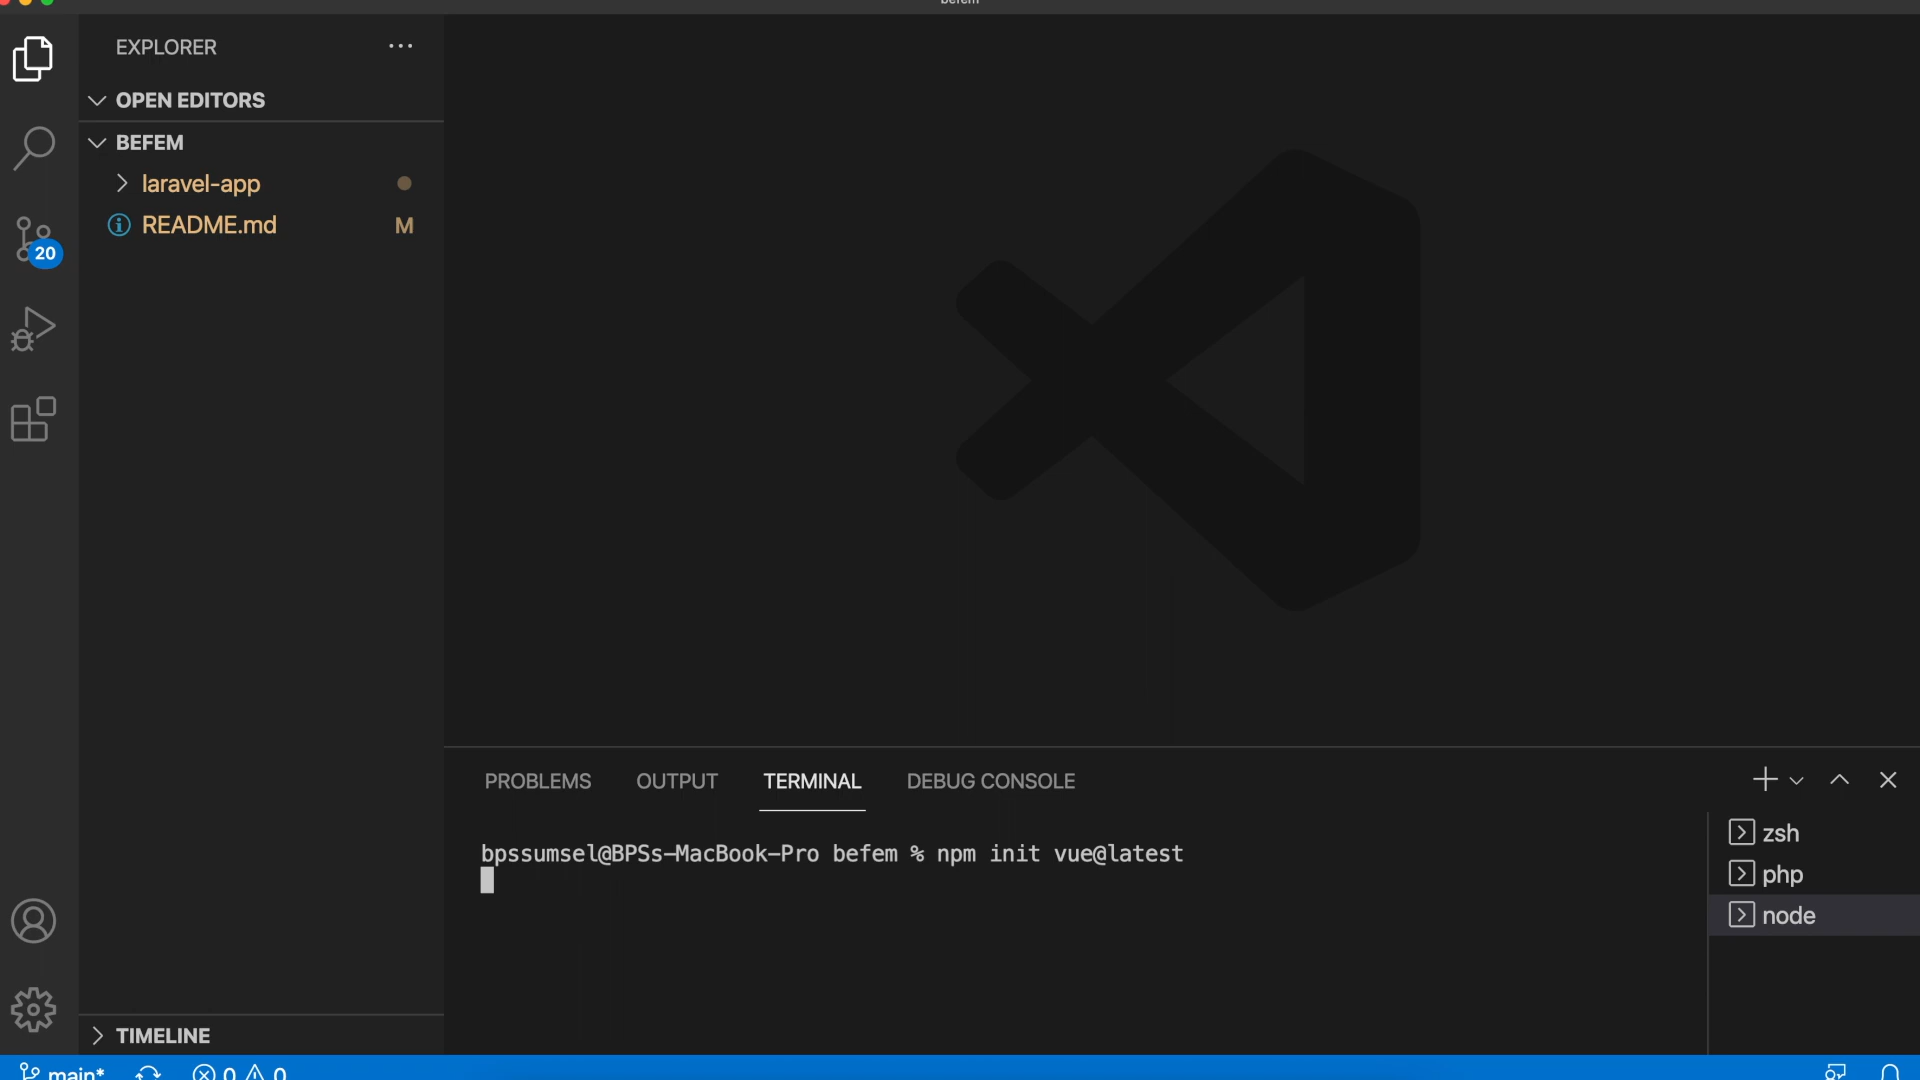 befem
EXPLORER
OPEN EDITORS
BEFEM
laravel-app
README.md M
20
TIMELINE
PROBLEMS OUTPUT TERMINAL DEBUG CONSOLE
bpssumsel@BPSs-MacBook-Pro befem % npm init vue@latest
zsh
php
node
main* 0 0